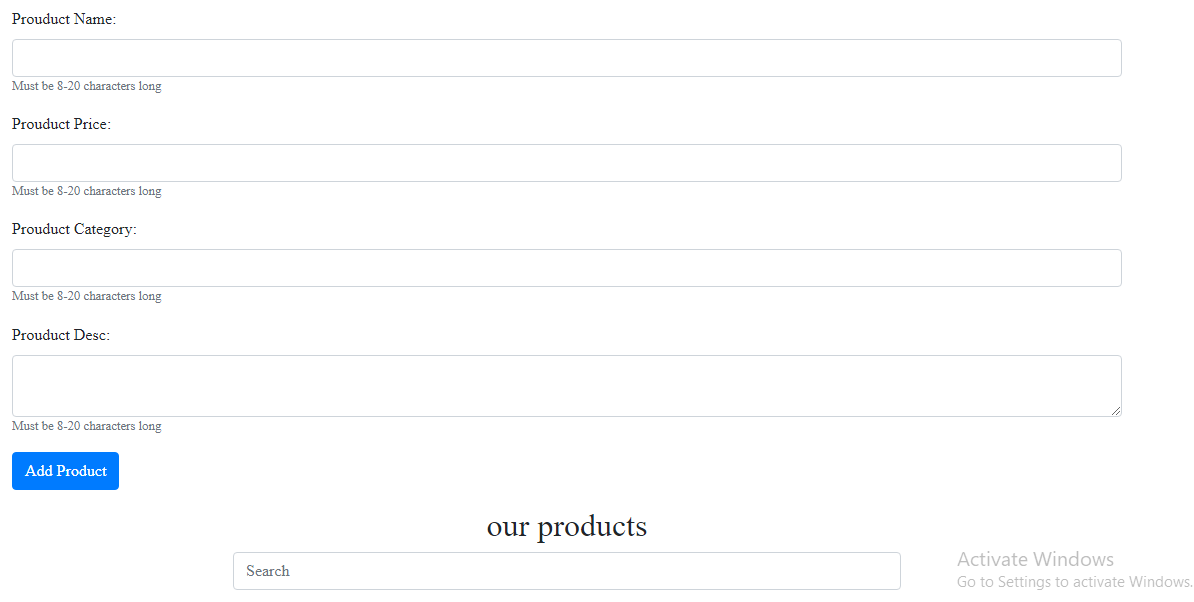 Prouduct Name:
Must be 8-20 characters long
Prouduct Price:
Must be 8-20 characters long
Prouduct Category:
Must be 8-20 characters long
Prouduct Desc:
Must be 8-20 characters long
Add Product
our products
Search
Activate Windows
Go to Settings to activate Windows.